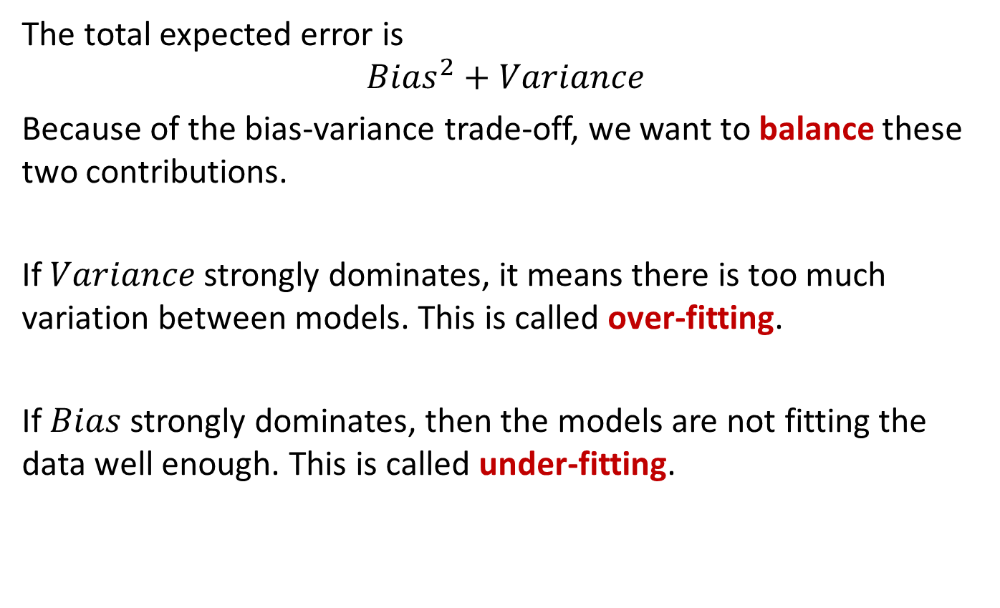 The total expected error is
Bias² + Variance
Because of the bias-variance trade-off, we want to balance these
two contributions.
If Variance strongly dominates, it means there is too much
variation between models. This is called over-fitting.
If Bias strongly dominates, then the models are not fitting the
data well enough. This is called under-fitting.